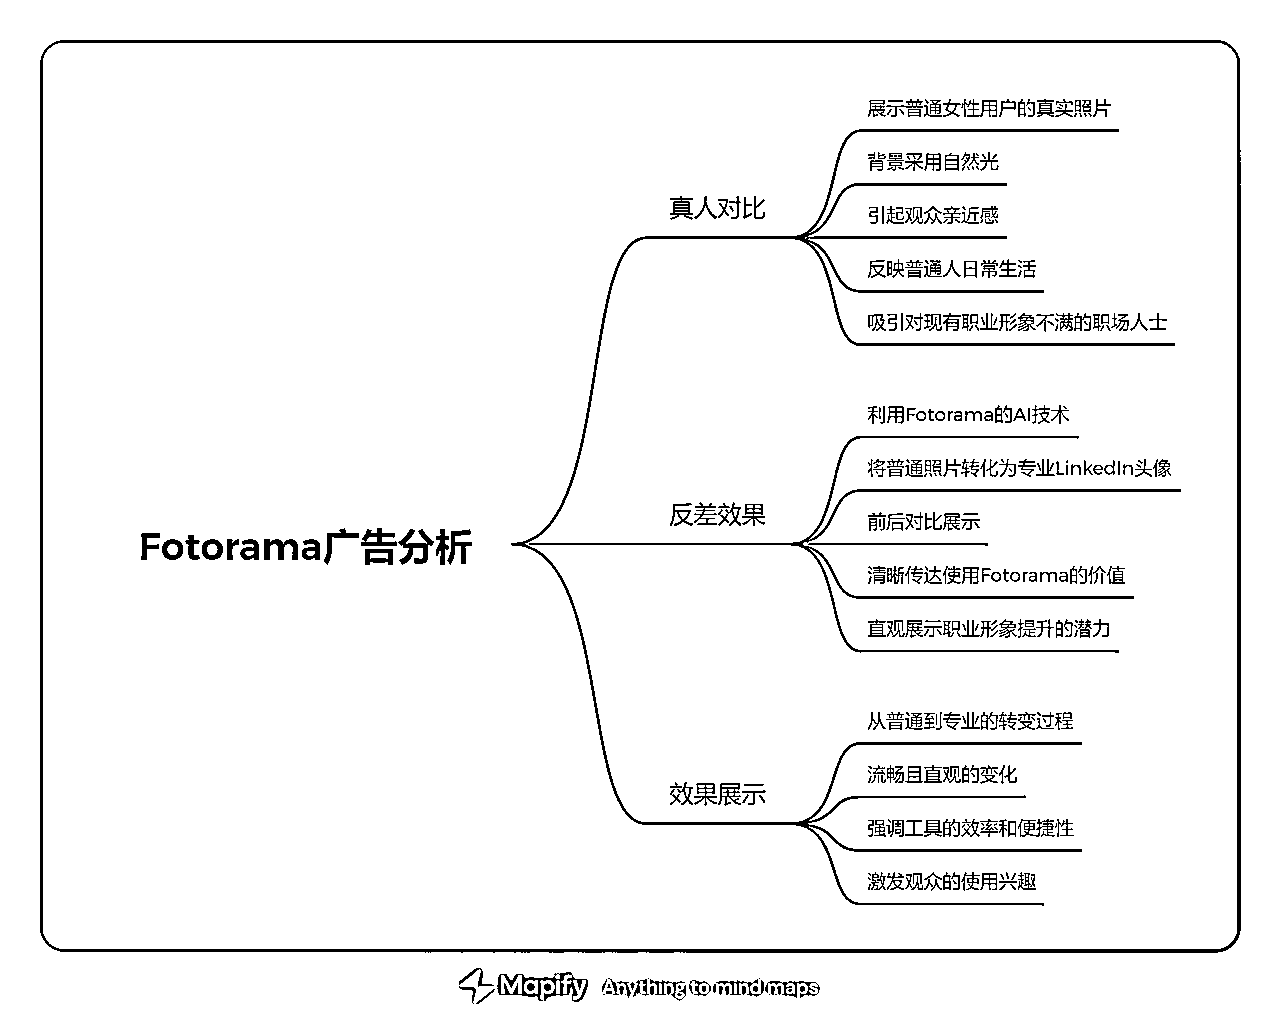 Fotorama广告分析
真人对比
展示普通女性用户的真实照片
背景采用自然光
引起观众亲近感
反映普通人日常生活
吸引对现有职业形象不满的职场人士
反差效果
利用Fotorama的AI技术
将普通照片转化为专业LinkedIn头像
前后对比展示
清晰传达使用Fotorama的价值
直观展示职业形象提升的潜力
效果展示
从普通到专业的转变过程
流畅且直观的变化
强调工具的效率和便捷性
激发观众的使用兴趣
Mapify Anything to mind maps